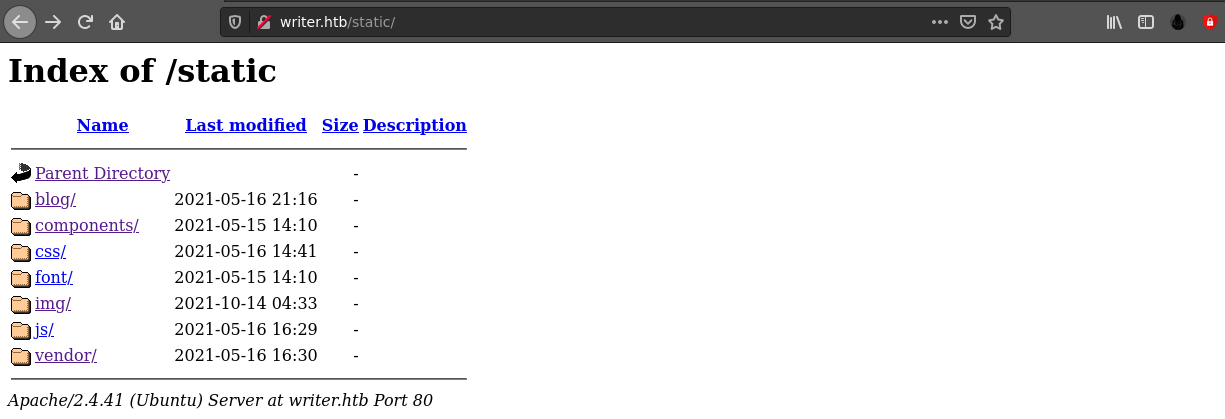 writer.htb/static/
Index of /static
Name Last modified Size Description
Parent Directory -
blog/ 2021-05-16 21:16 -
components/ 2021-05-15 14:10 -
css/ 2021-05-16 14:41 -
font/ 2021-05-15 14:10 -
img/ 2021-10-14 04:33 -
js/ 2021-05-16 16:29 -
vendor/ 2021-05-16 16:30 -
Apache/2.4.41 (Ubuntu) Server at writer.htb Port 80